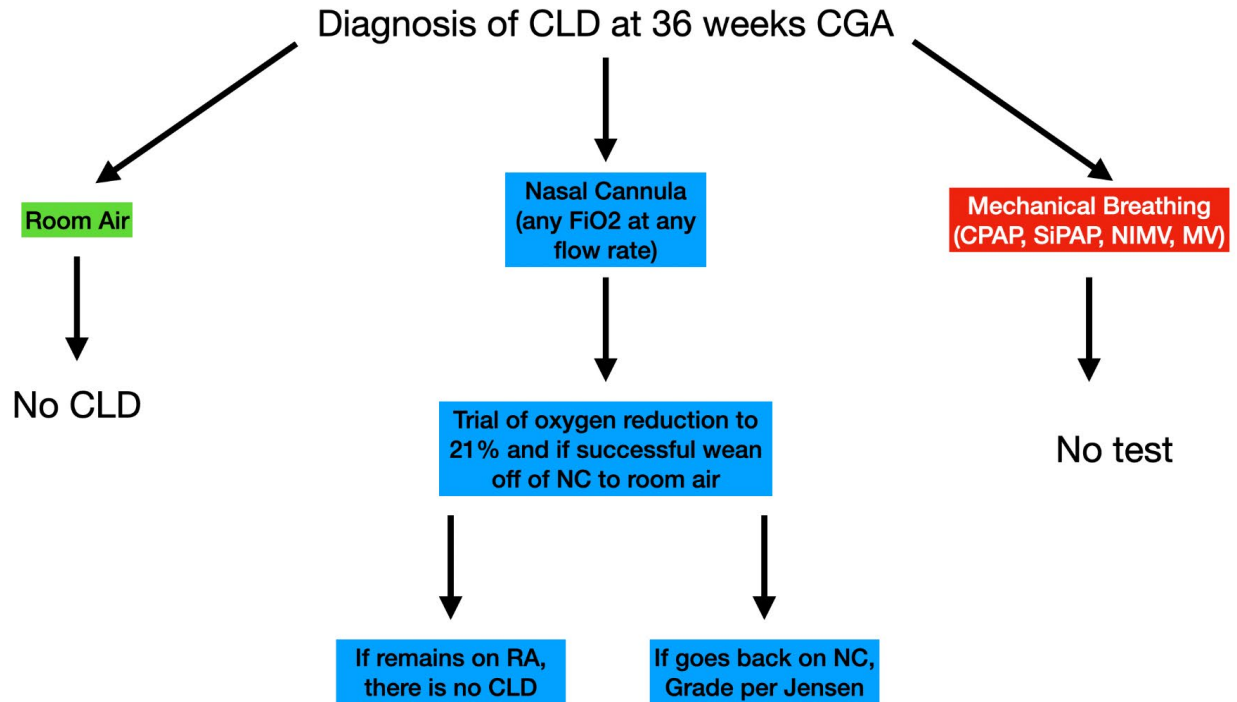 Diagnosis of CLD at 36 weeks CGA
Room Air
No CLD
Nasal Cannula
(any FiO2 at any
flow rate)
Trial of oxygen reduction to
21% and if successful wean
off of NC to room air
If remains on RA,
there is no CLD
If goes back on NC,
Grade per Jensen
Mechanical Breathing
(CPAP, SiPAP, NIMV, MV)
No test